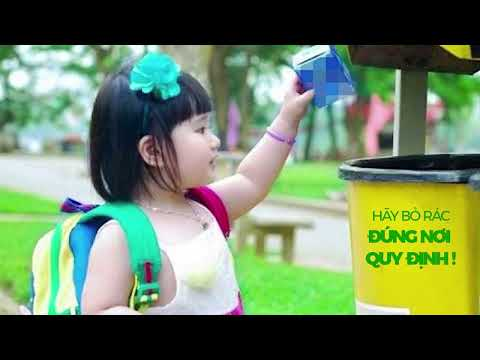 HÃY BỎ RÁC
ĐÚNG NƠI
QUY ĐỊNH !